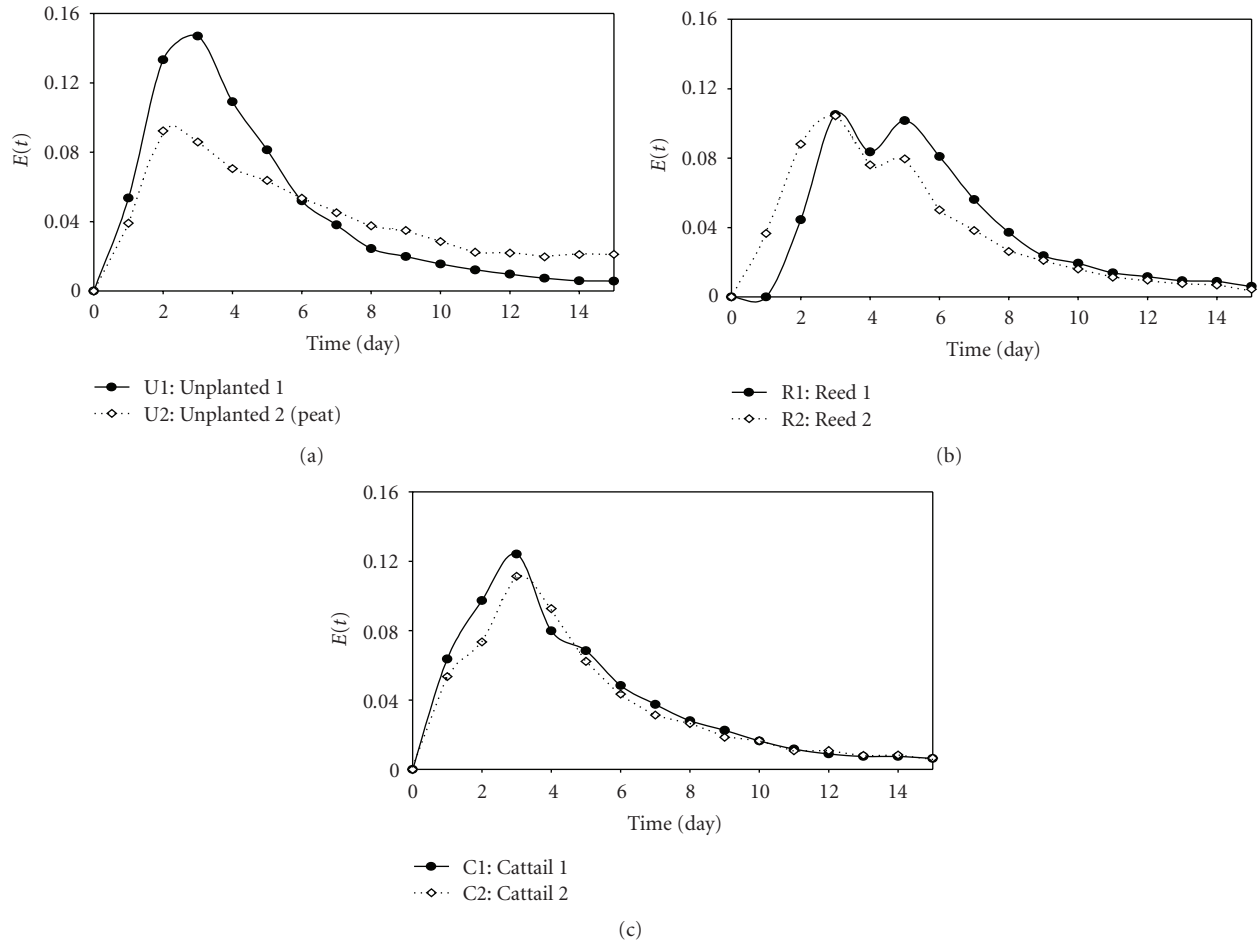 0.16
0.12
0.08
0.04
0
E(t)
0 2 4 6 8 10 12 14
Time (day)
U1: Unplanted 1
U2: Unplanted 2 (peat)
(a)
0.16
0.12
0.08
0.04
0
E(t)
0 2 4 6 8 10 12 14
Time (day)
R1: Reed 1
R2: Reed 2
(b)
0.16
0.12
0.08
0.04
0
E(t)
0 2 4 6 8 10 12 14
Time (day)
C1: Cattail 1
C2: Cattail 2
(c)